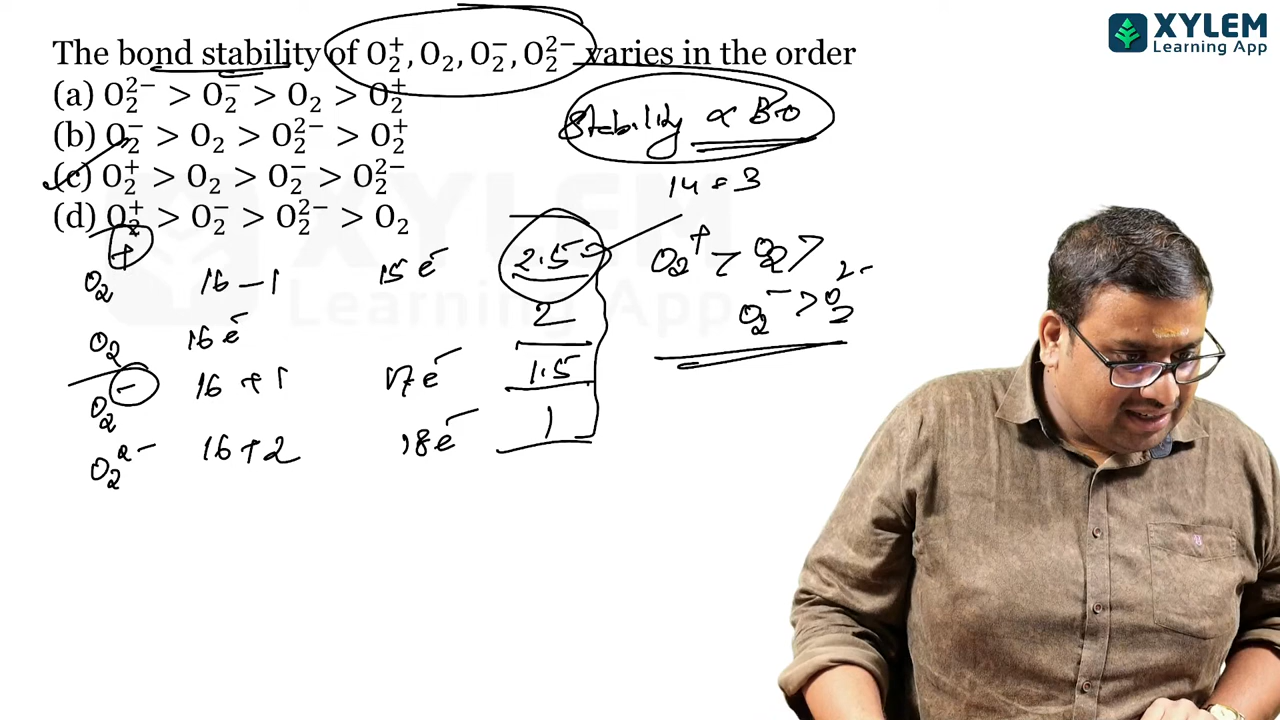 XYLEM
Learning App
The bond stability of O₂⁺, O₂, O₂⁻, O₂²⁻ varies in the order
(a) O₂²⁻ > O₂⁻ > O₂ > O₂⁺
(b) O₂⁻ > O₂ > O₂²⁻ > O₂⁺
(c) O₂⁺ > O₂ > O₂⁻ > O₂²⁻
(d) O₂⁺ > O₂⁻ > O₂²⁻ > O₂
Stability ∝ B.O
14 = 3
O₂⁺ 16 − 1 15 e⁻ 2.5
O₂ 16 e⁻ 2
O₂⁻ 16 + 1 17 e⁻ 1.5
O₂²⁻ 16 + 2 18 e⁻ 1
O₂⁺ > O₂ >
O₂⁻ > O₂²⁻
XYLEM
Learning App